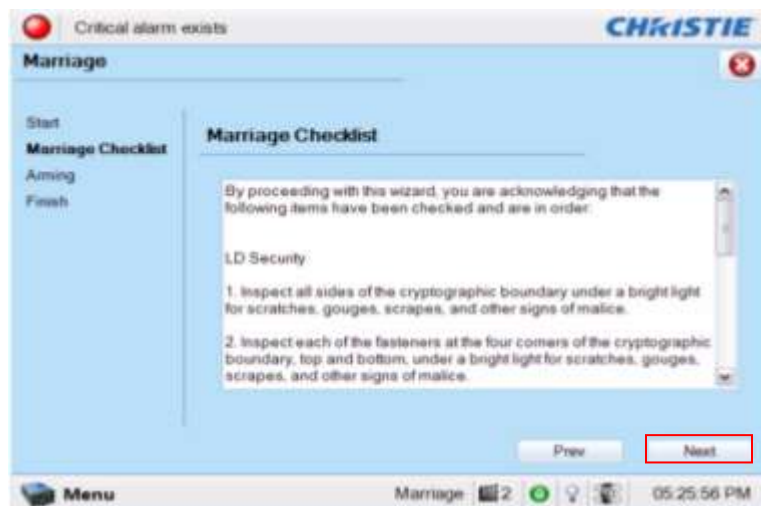 Critical alarm exists
CHRISTIE
Marriage
Start
Marriage Checklist
Arming
Finish
Marriage Checklist
By proceeding with this wizard, you are acknowledging that the
following items have been checked and are in order:
LD Security
1. Inspect all sides of the cryptographic boundary under a bright light
for scratches, gouges, scrapes, and other signs of malice.
2. Inspect each of the fasteners at the four corners of the cryptographic
boundary, top and bottom, under a bright light for scratches, gouges,
scrapes, and other signs of malice.
Prev
Next
Menu
Marriage
2
05:25:56 PM